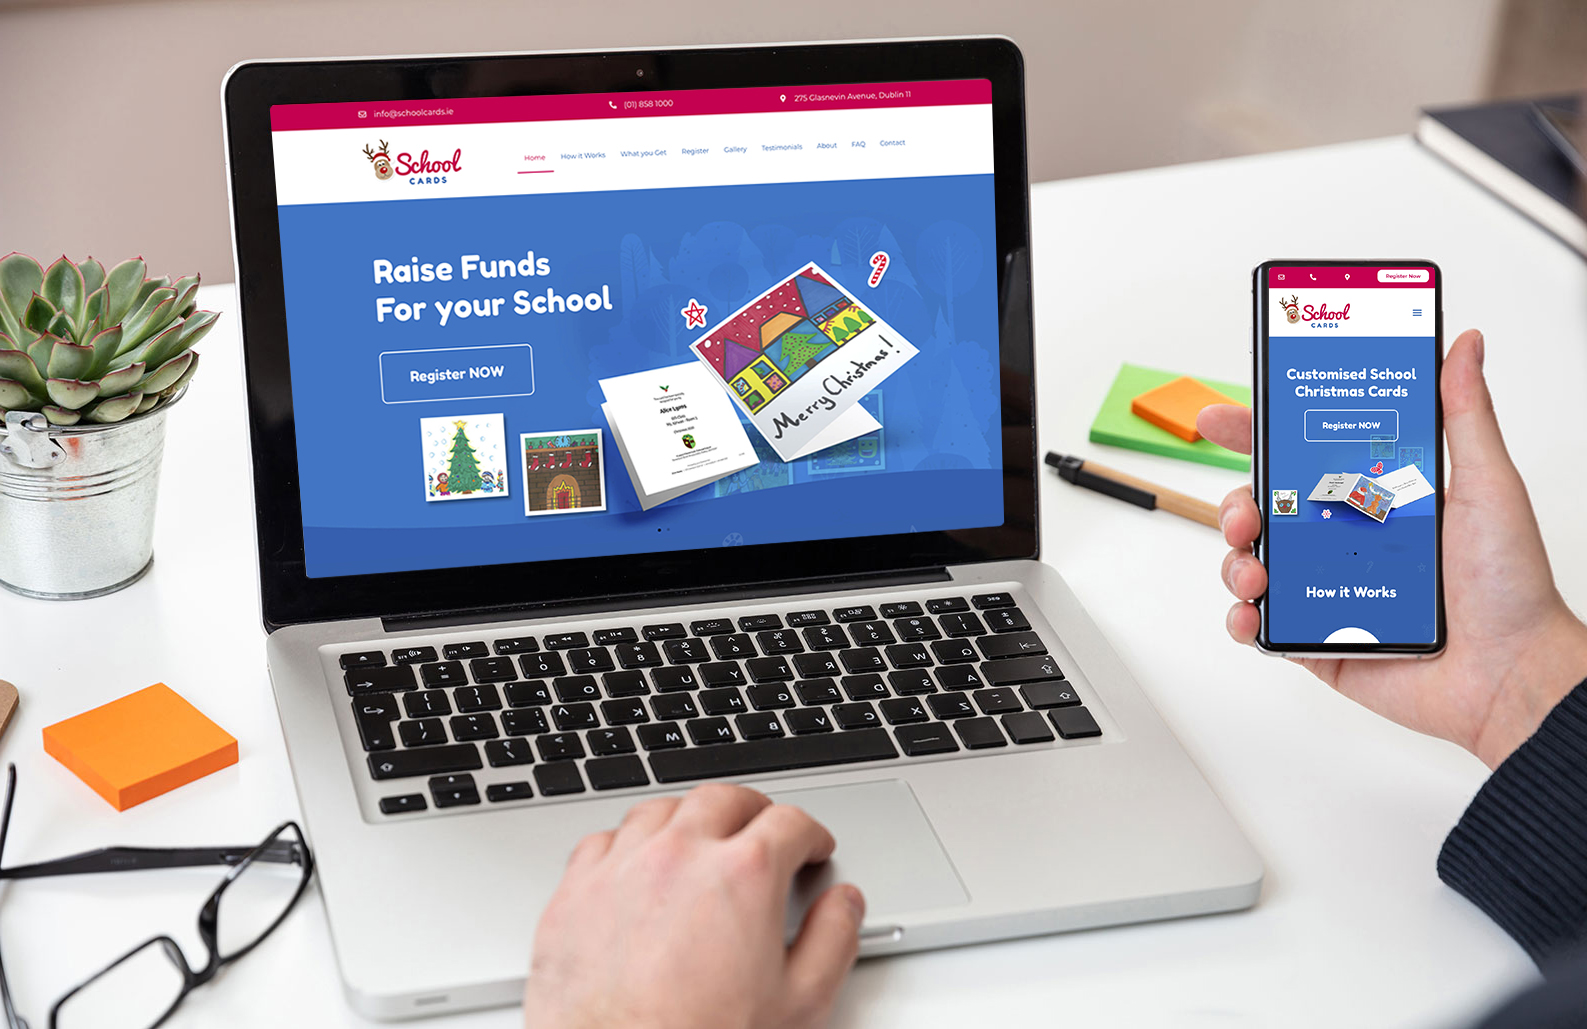 info@schoolcards.ie
(01) 858 1000
275 Glasnevin Avenue, Dublin 11
School
CARDS
Home
How it Works
What you Get
Register
Gallery
Testimonials
About
FAQ
Contact
Raise Funds
For your School
Register NOW
Merry Christmas!
Alice Lyons
Register Now
School
CARDS
Customised School
Christmas Cards
Register NOW
How it Works